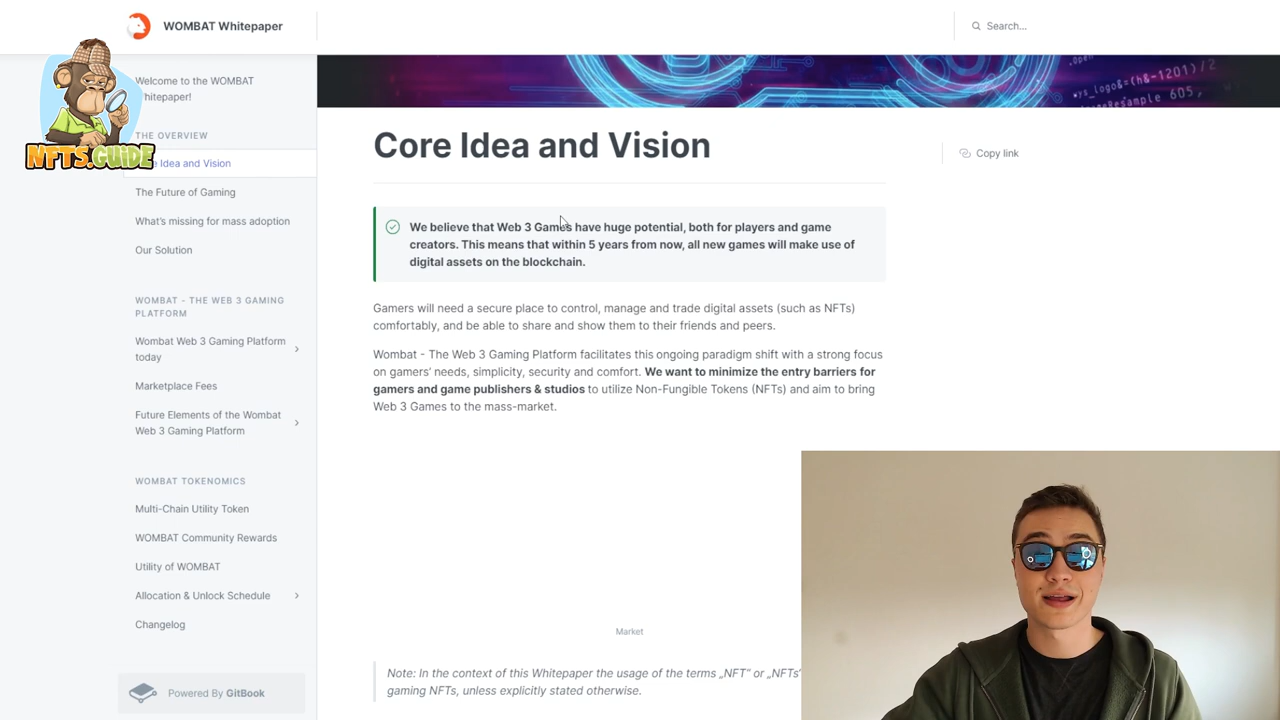 WOMBAT Whitepaper
Search...
NFTS.GUIDE
Welcome to the WOMBAT
Whitepaper!
THE OVERVIEW
Idea and Vision
The Future of Gaming
What's missing for mass adoption
Our Solution
WOMBAT - THE WEB 3 GAMING
PLATFORM
Wombat Web 3 Gaming Platform
today
Marketplace Fees
Future Elements of the Wombat
Web 3 Gaming Platform
WOMBAT TOKENOMICS
Multi-Chain Utility Token
WOMBAT Community Rewards
Utility of WOMBAT
Allocation & Unlock Schedule
Changelog
Powered By GitBook
.open
sys_logo&=(h&-1201)/2
Resample 605,
Core Idea and Vision
Copy link
We believe that Web 3 Games have huge potential, both for players and game
creators. This means that within 5 years from now, all new games will make use of
digital assets on the blockchain.
Gamers will need a secure place to control, manage and trade digital assets (such as NFTs)
comfortably, and be able to share and show them to their friends and peers.
Wombat - The Web 3 Gaming Platform facilitates this ongoing paradigm shift with a strong focus
on gamers' needs, simplicity, security and comfort. We want to minimize the entry barriers for
gamers and game publishers & studios to utilize Non-Fungible Tokens (NFTs) and aim to bring
Web 3 Games to the mass-market.
Market
Note: In the context of this Whitepaper the usage of the terms „NFT" or „NFTs"
gaming NFTs, unless explicitly stated otherwise.